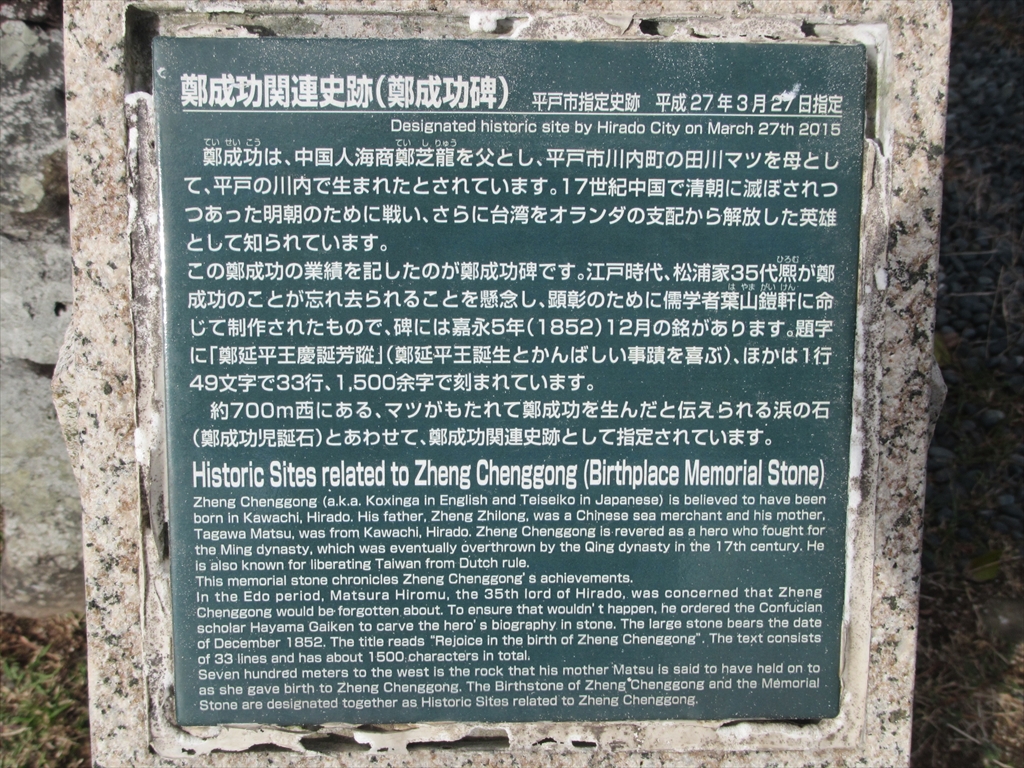 鄭成功関連史跡(鄭成功碑) 平戸市指定史跡 平成27年3月27日指定
Designated historic site by Hirado City on March 27th 2015
てい せい こう てい し りゅう
鄭成功は、中国人海商鄭芝龍を父とし、平戸市川内町の田川マツを母とし
て、平戸の川内で生まれたとされています。17世紀中国で清朝に滅ぼされつ
つあった明朝のために戦い、さらに台湾をオランダの支配から解放した英雄
として知られています。
ひろむ
この鄭成功の業績を記したのが鄭成功碑です。江戸時代、松浦家35代熈が鄭
は やま がい けん
成功のことが忘れ去られることを懸念し、顕彰のために儒学者葉山鎧軒に命
じて制作されたもので、碑には嘉永5年(1852)12月の銘があります。題字
に「鄭延平王慶誕芳蹤」(鄭延平王誕生とかんばしい事蹟を喜ぶ)、ほかは1行
49文字で33行、1,500余字で刻まれています。
約700m西にある、マツがもたれて鄭成功を生んだと伝えられる浜の石
(鄭成功児誕石)とあわせて、鄭成功関連史跡として指定されています。
Historic Sites related to Zheng Chenggong (Birthplace Memorial Stone)
Zheng Chenggong (a.k.a. Koxinga in English and Teiseiko in Japanese) is believed to have been
born in Kawachi, Hirado. His father, Zheng Zhilong, was a Chinese sea merchant and his mother,
Tagawa Matsu, was from Kawachi, Hirado. Zheng Chenggong is revered as a hero who fought for
the Ming dynasty, which was eventually overthrown by the Qing dynasty in the 17th century. He
is also known for liberating Taiwan from Dutch rule.
This memorial stone chronicles Zheng Chenggong's achievements.
In the Edo period, Matsura Hiromu, the 35th lord of Hirado, was concerned that Zheng
Chenggong would be forgotten about. To ensure that wouldn't happen, he ordered the Confucian
scholar Hayama Gaiken to carve the hero's biography in stone. The large stone bears the date
of December 1852. The title reads "Rejoice in the birth of Zheng Chenggong". The text consists
of 33 lines and has about 1500 characters in total.
Seven hundred meters to the west is the rock that his mother Matsu is said to have held on to
as she gave birth to Zheng Chenggong. The Birthstone of Zheng Chenggong and the Memorial
Stone are designated together as Historic Sites related to Zheng Chenggong.